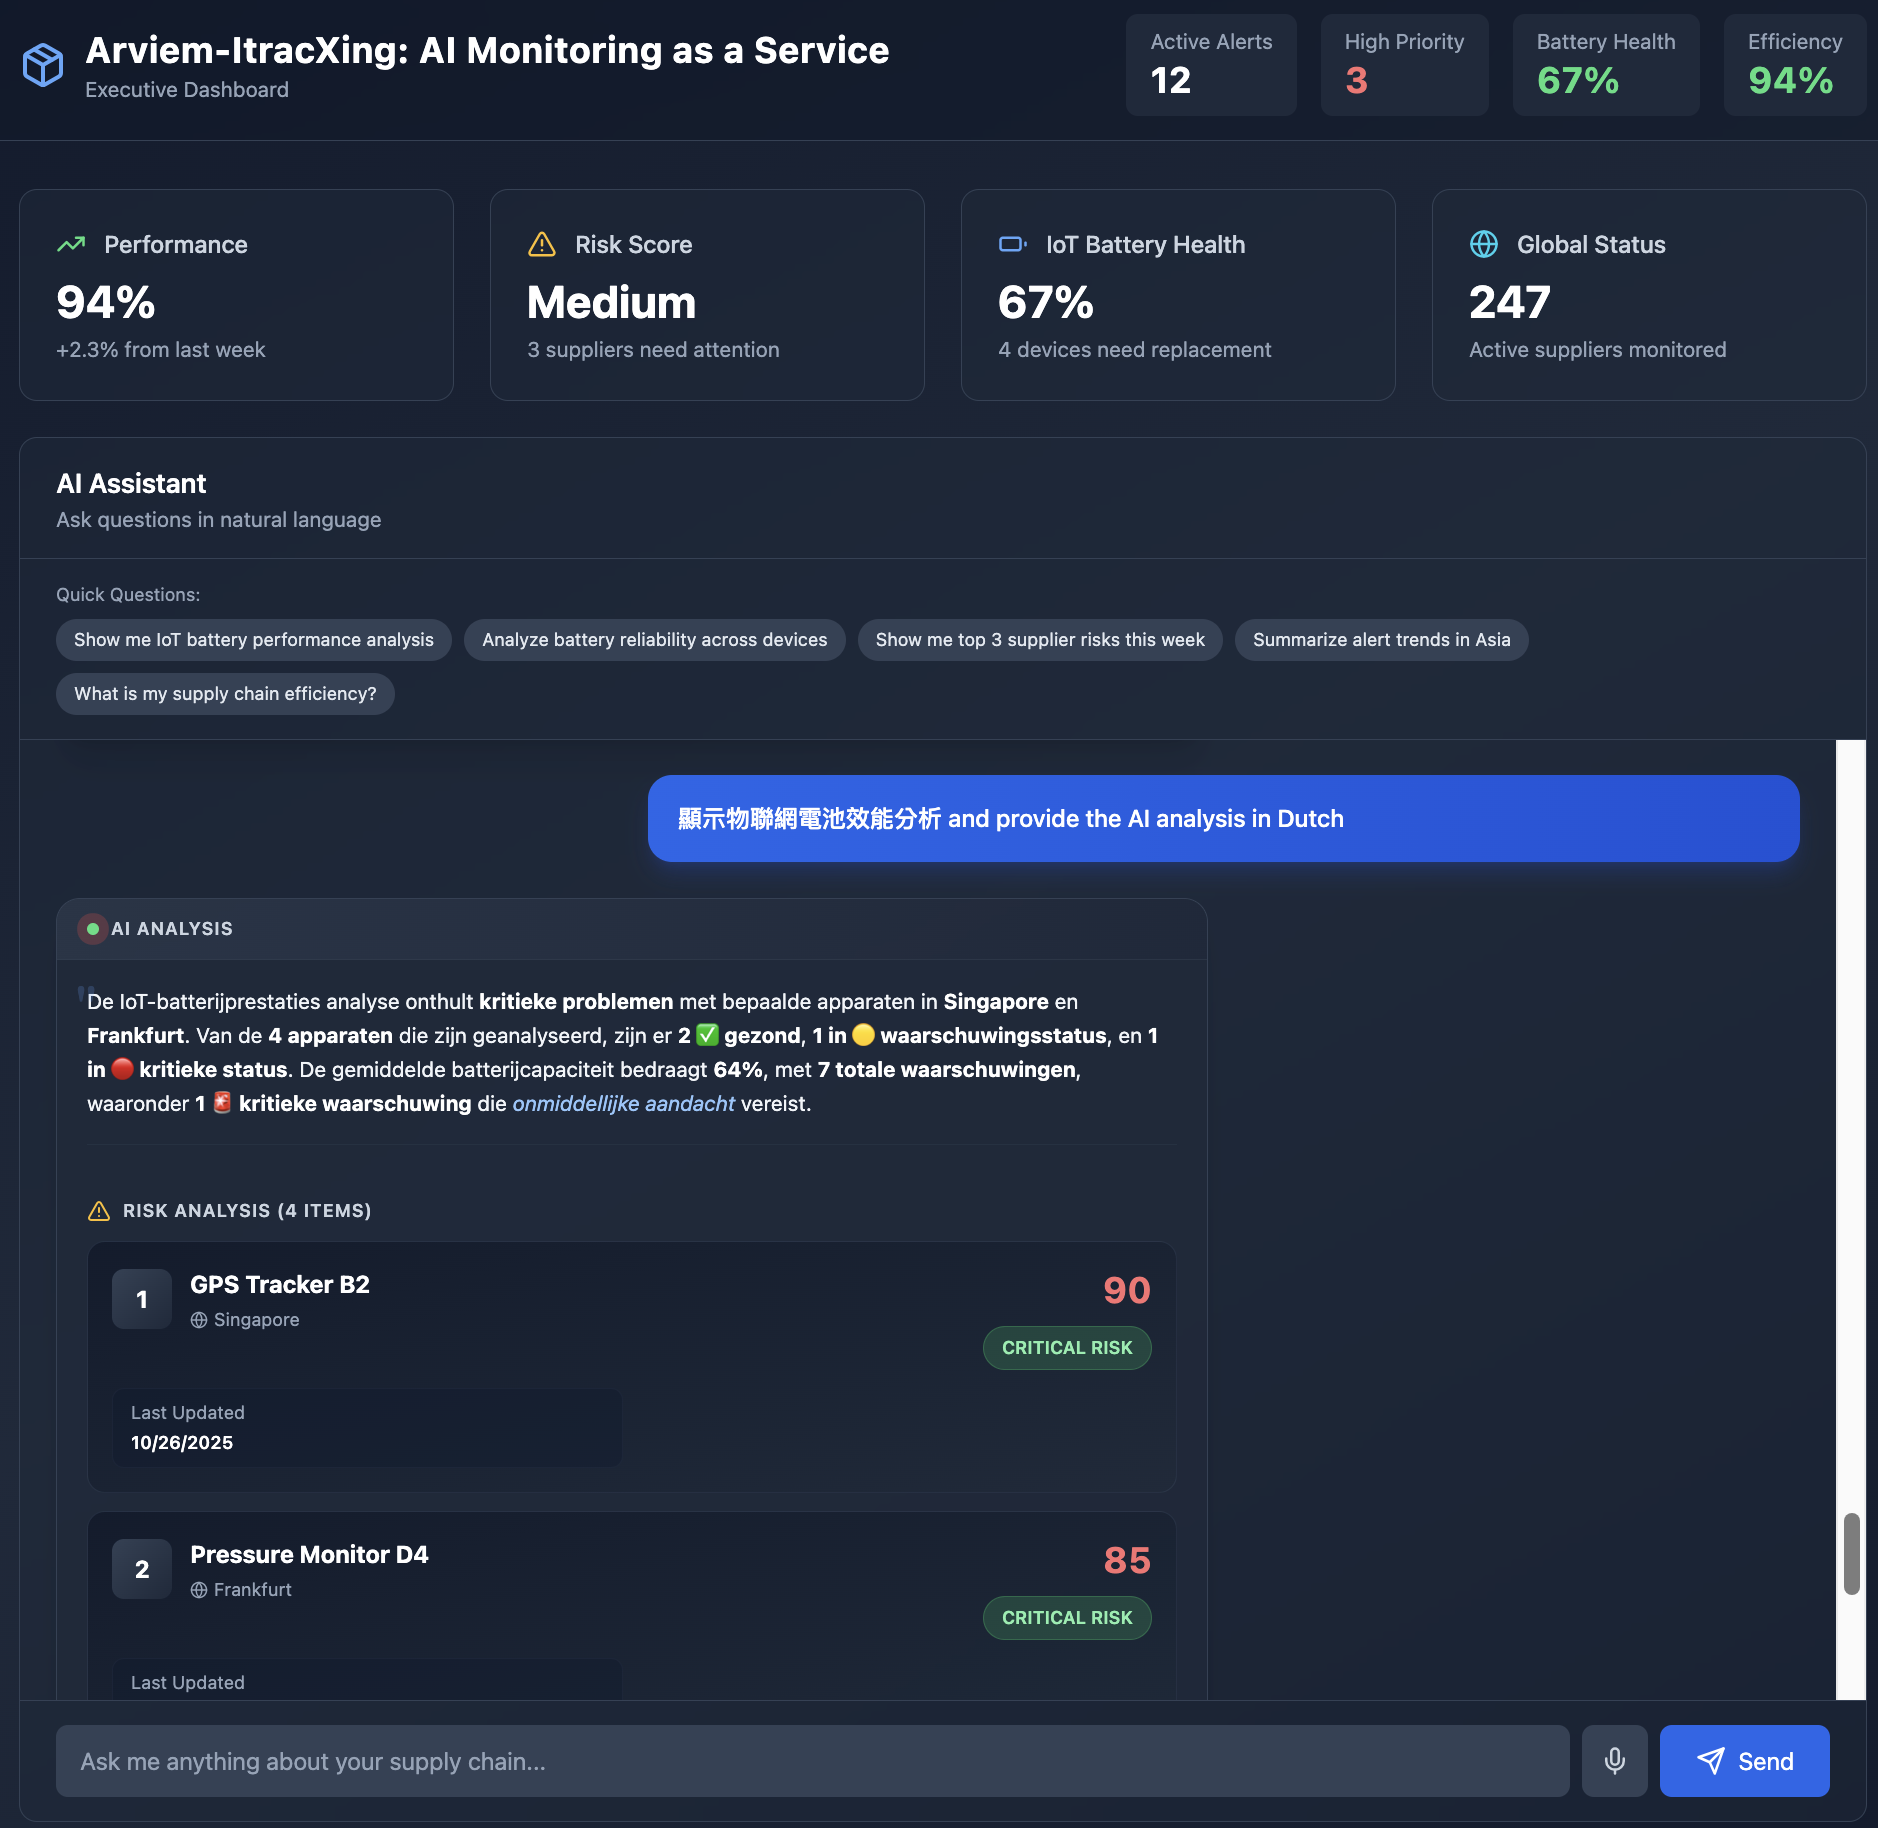 Arviem-ItracXing: AI Monitoring as a Service
Executive Dashboard
Active Alerts
12
High Priority
3
Battery Health
67%
Efficiency
94%
Performance
94%
+2.3% from last week
Risk Score
Medium
3 suppliers need attention
IoT Battery Health
67%
4 devices need replacement
Global Status
247
Active suppliers monitored
AI Assistant
Ask questions in natural language
Quick Questions:
Show me IoT battery performance analysis
Analyze battery reliability across devices
Show me top 3 supplier risks this week
Summarize alert trends in Asia
What is my supply chain efficiency?
顯示物聯網電池效能分析 and provide the AI analysis in Dutch
AI ANALYSIS
"
De IoT-batterijprestaties analyse onthult kritieke problemen met bepaalde apparaten in Singapore en
Frankfurt. Van de 4 apparaten die zijn geanalyseerd, zijn er 2 ✅ gezond, 1 in 🟡 waarschuwingsstatus, en 1
in 🔴 kritieke status. De gemiddelde batterijcapaciteit bedraagt 64%, met 7 totale waarschuwingen,
waaronder 1 🚨 kritieke waarschuwing die onmiddellijke aandacht vereist.
RISK ANALYSIS (4 ITEMS)
1
GPS Tracker B2
Singapore
90
CRITICAL RISK
Last Updated
10/26/2025
2
Pressure Monitor D4
Frankfurt
85
CRITICAL RISK
Last Updated
Ask me anything about your supply chain...
Send